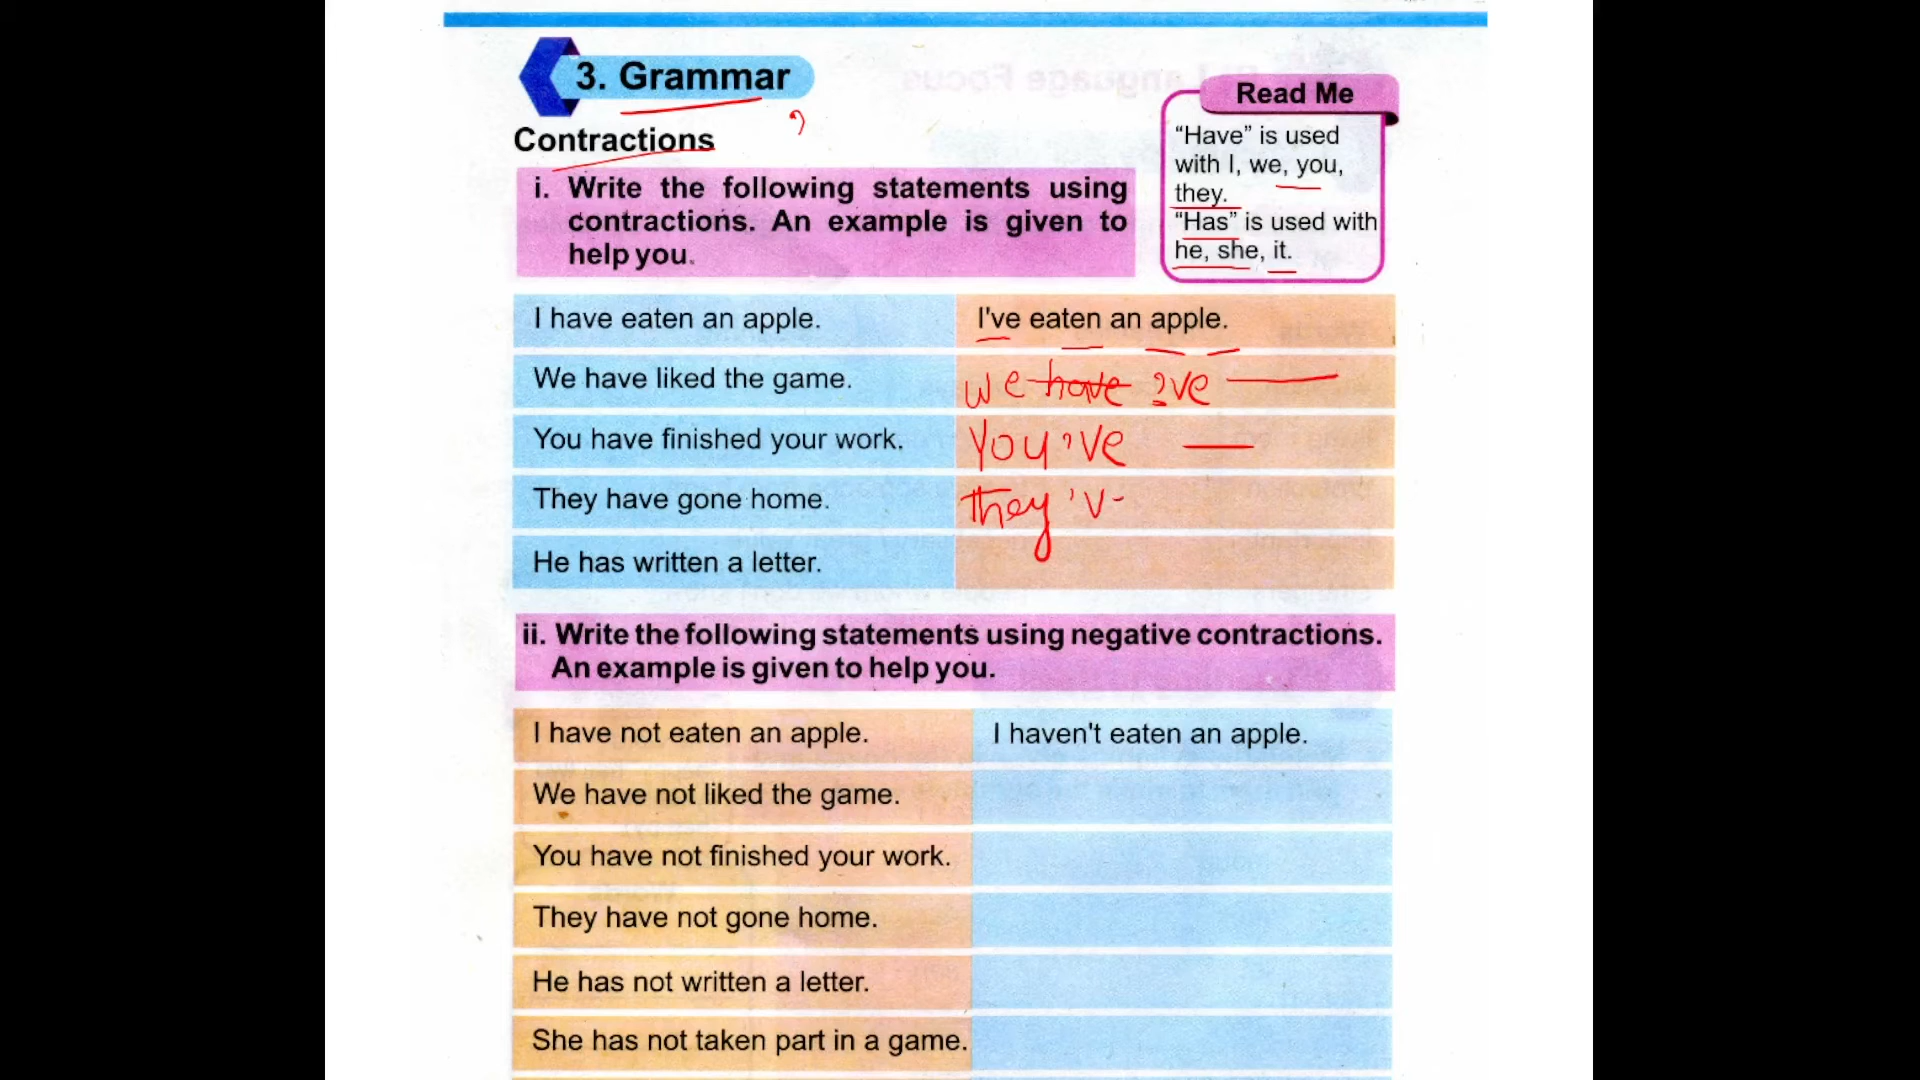 3. Grammar
Contractions
i. Write the following statements using
contractions. An example is given to
help you.
Read Me
“Have” is used
with I, we, you,
they.
“Has” is used with
he, she, it.
I have eaten an apple.
I've eaten an apple.
We have liked the game.
we have 've
You have finished your work.
You 've
They have gone home.
They 'v-
He has written a letter.
ii. Write the following statements using negative contractions.
An example is given to help you.
I have not eaten an apple.
I haven't eaten an apple.
We have not liked the game.
You have not finished your work.
They have not gone home.
He has not written a letter.
She has not taken part in a game.